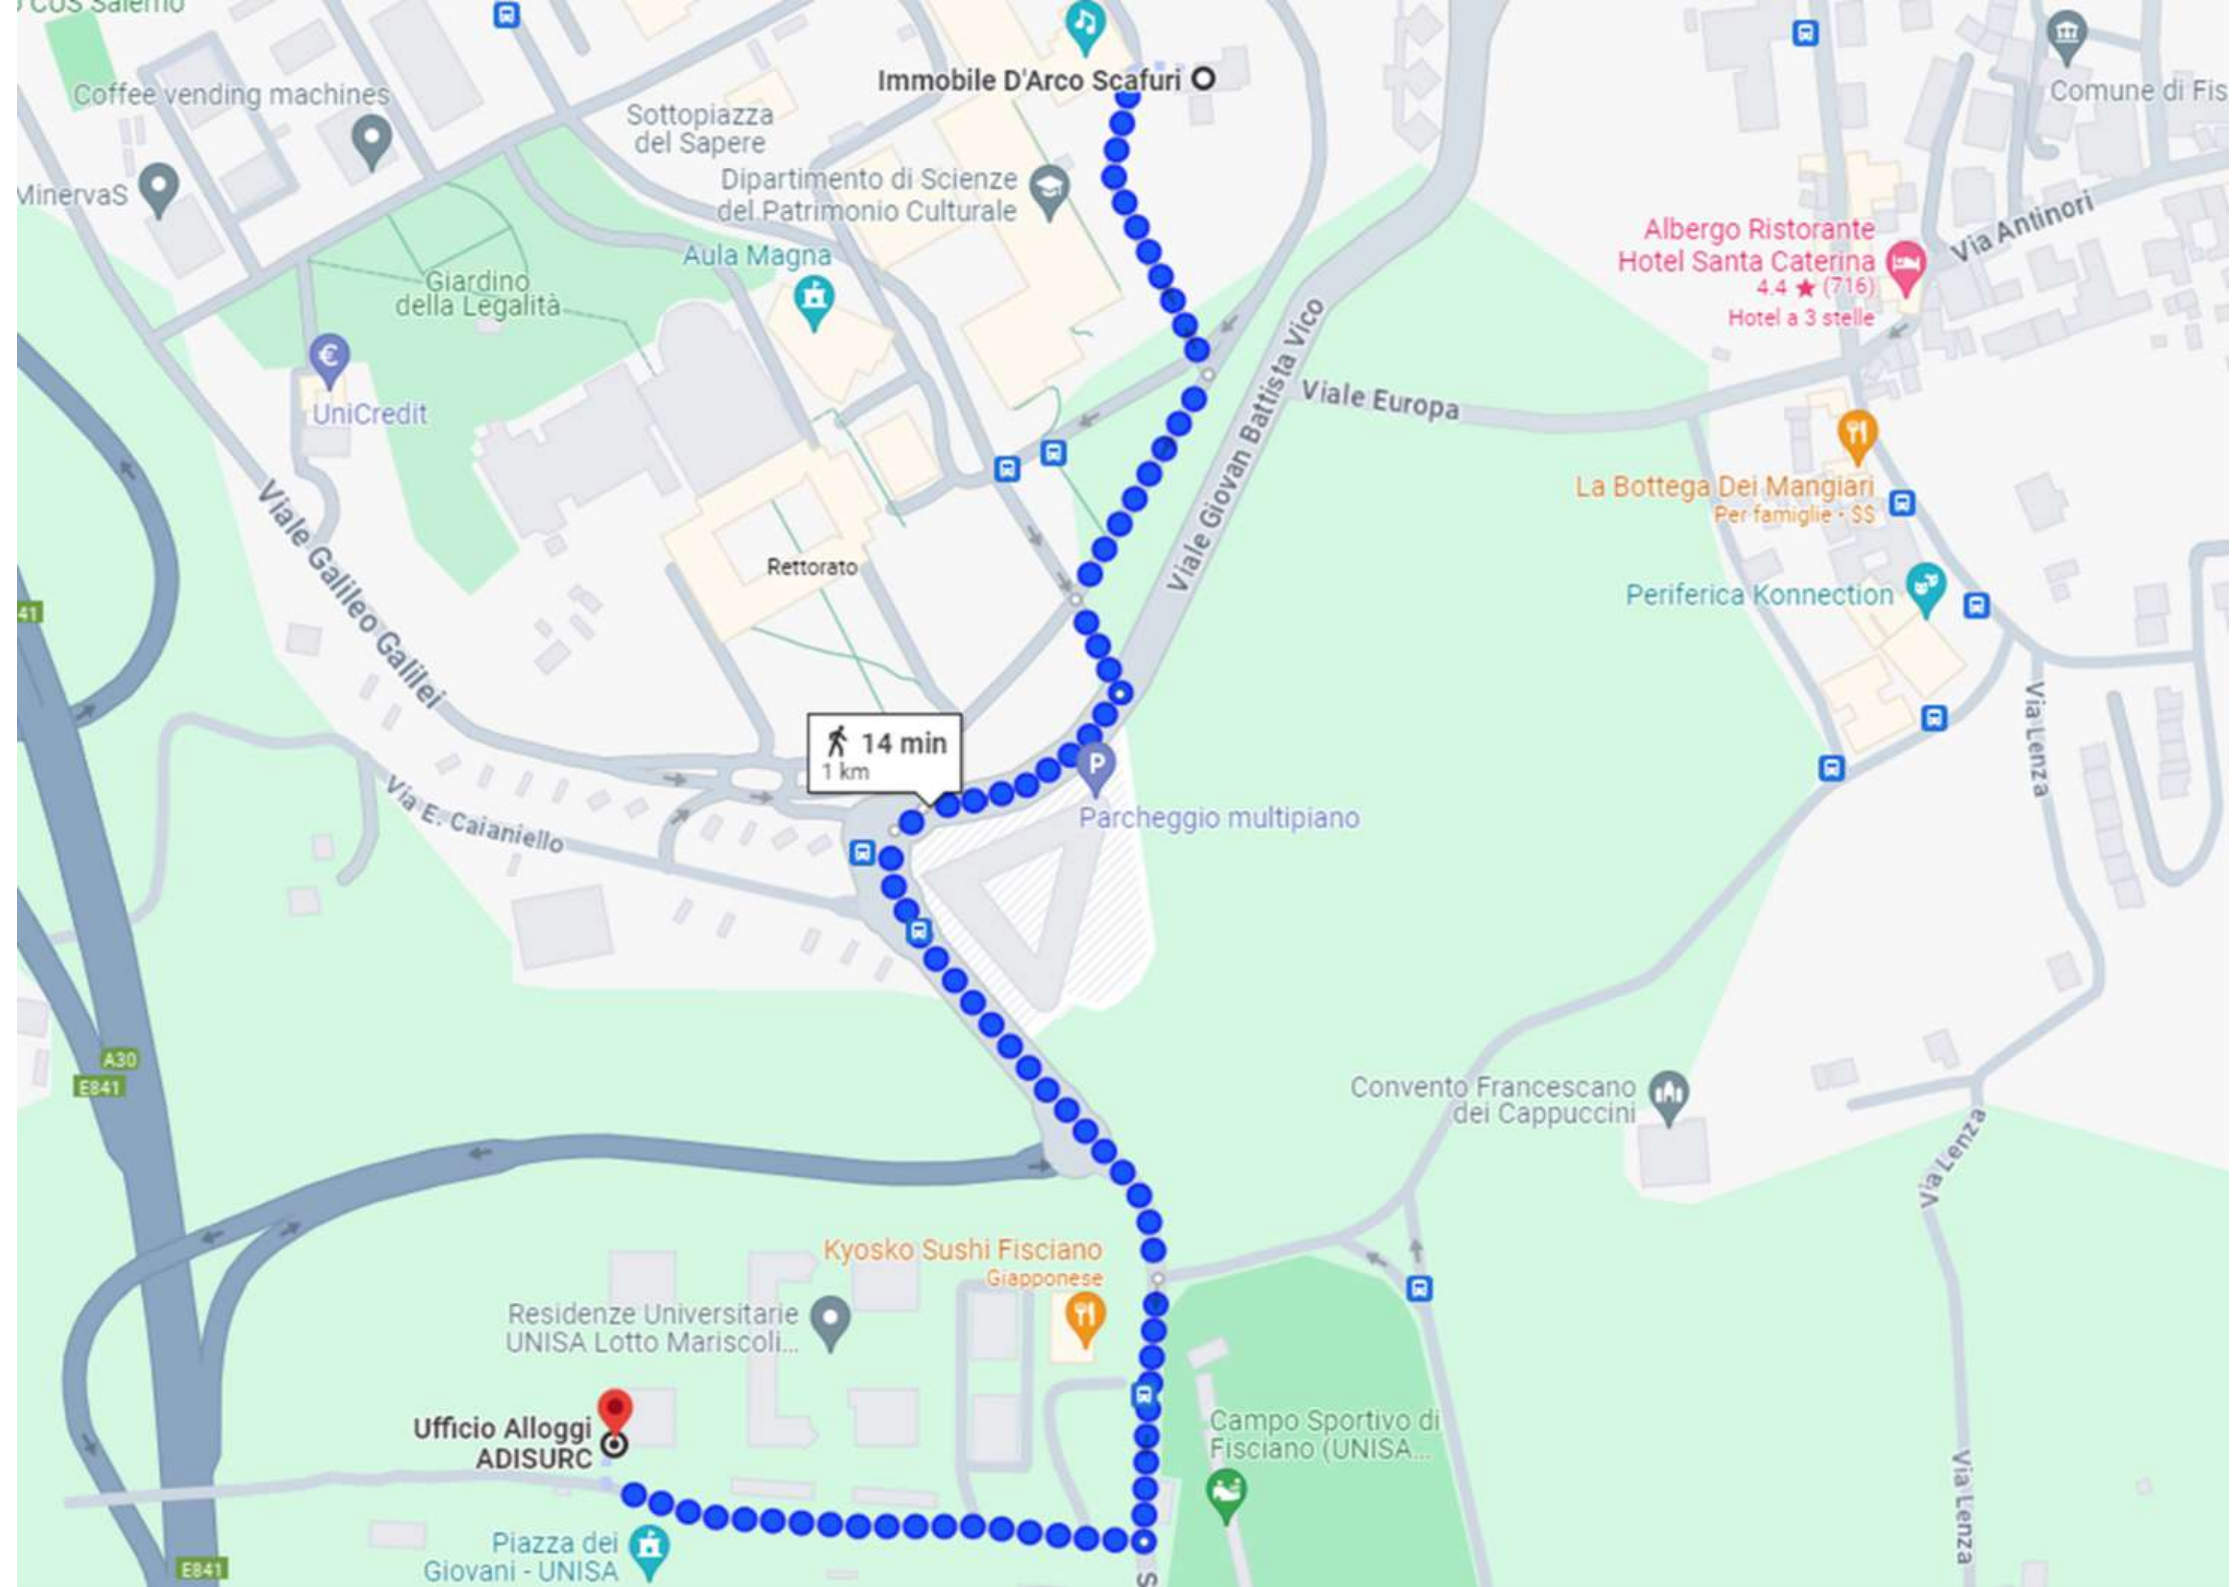 CUS Salerno
Coffee vending machines
MinervaS
Immobile D'Arco Scafuri
Sottopiazza
del Sapere
Dipartimento di Scienze
del Patrimonio Culturale
Aula Magna
Giardino
della Legalità
UniCredit
Comune di Fis
Via Antinori
Albergo Ristorante
Hotel Santa Caterina
4.4 ★ (716)
Hotel a 3 stelle
Viale Europa
Viale Giovan Battista Vico
La Bottega Dei Mangiari
Per famiglie - $$
Periferica Konnection
Viale Galileo Galilei
Rettorato
41
14 min
1 km
P
Parcheggio multipiano
Via E. Caianiello
Via Lenza
A30
E841
Convento Francescano
dei Cappuccini
Via Lenza
Kyosko Sushi Fisciano
Giapponese
Residenze Universitarie
UNISA Lotto Mariscoli...
Ufficio Alloggi
ADISURC
Campo Sportivo di
Fisciano (UNISA...
Via Lenza
Piazza dei
Giovani - UNISA
E841
S